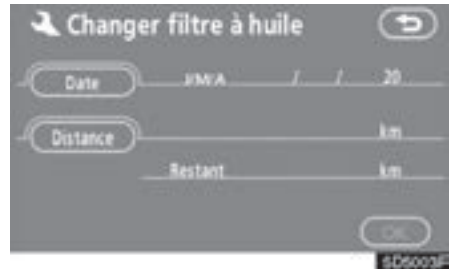 Changer filtre à huile
Date J/M/A / / 20
Distance km
Restant km
OK
SD5003F